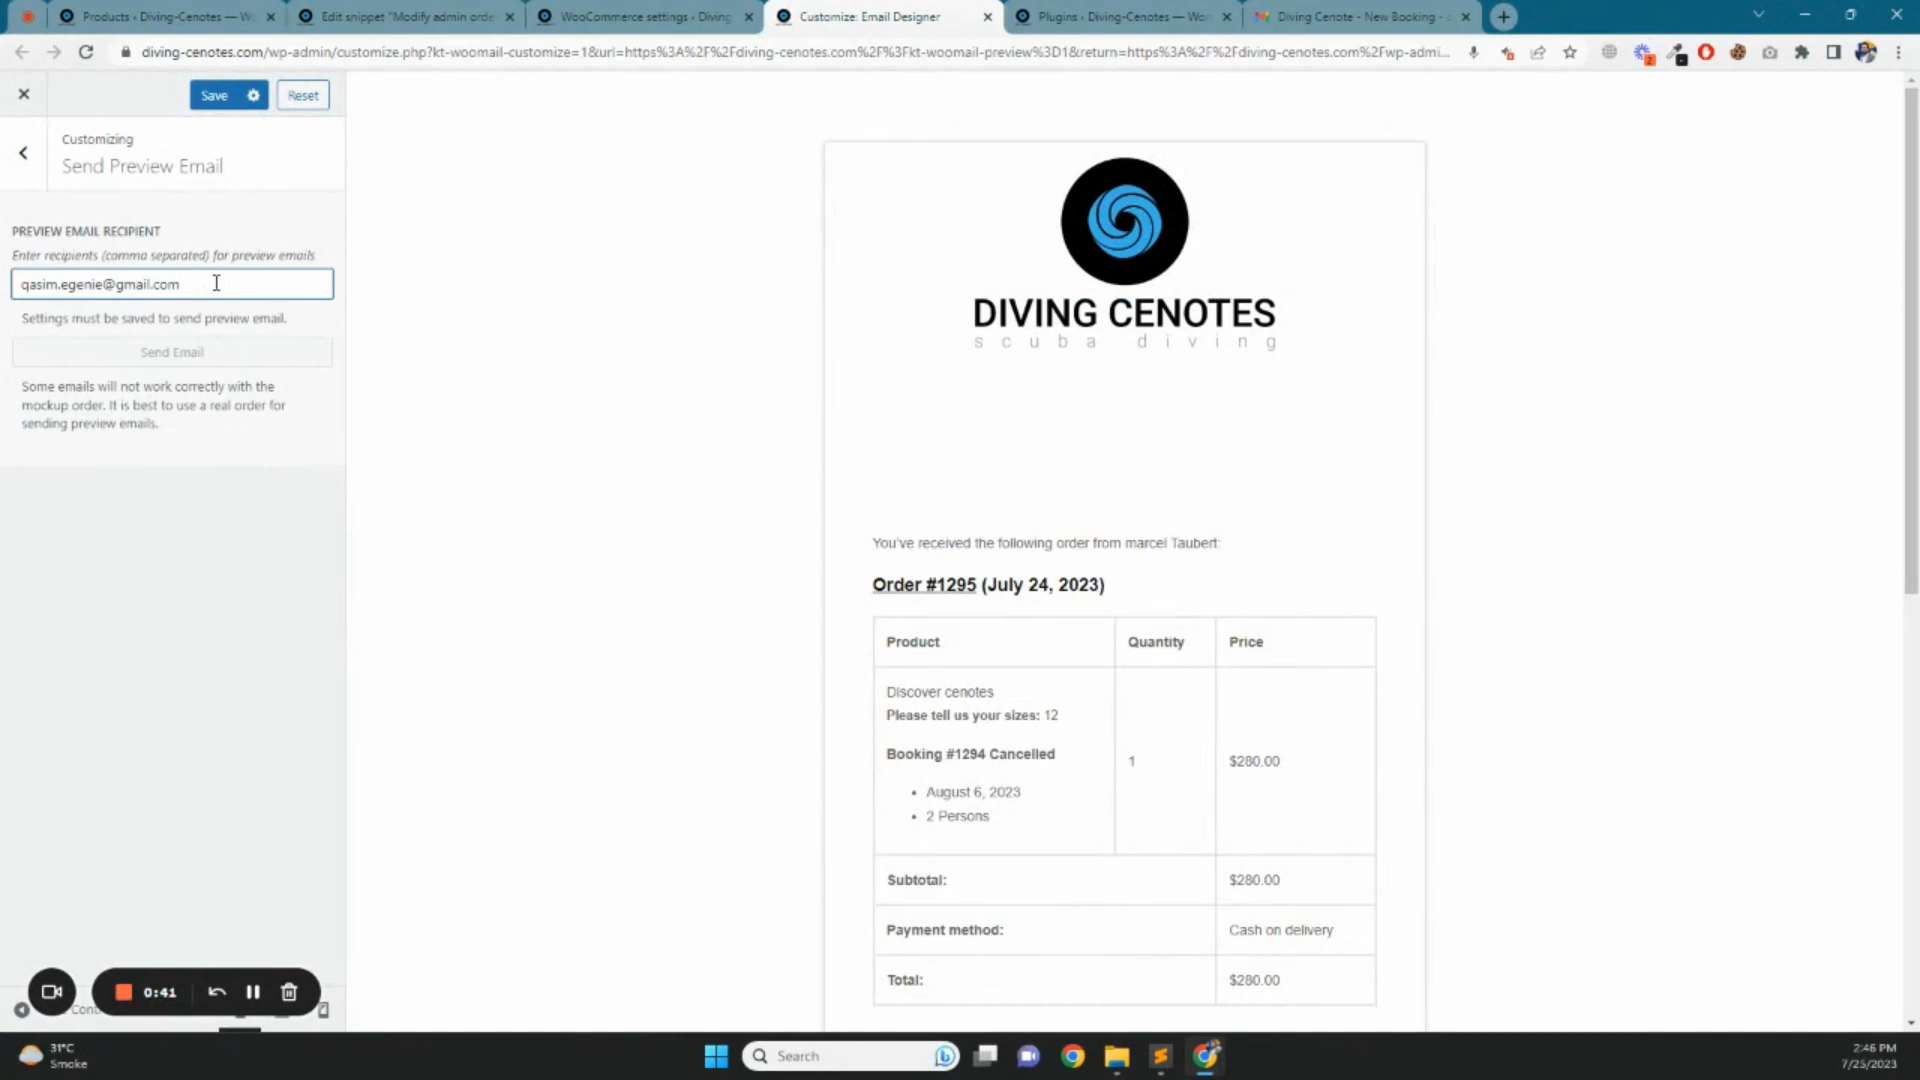 Products ‹ Diving-Cenotes — Wo
Edit snippet "Modify admin orde
WooCommerce settings ‹ Diving
Customize: Email Designer
Plugins ‹ Diving-Cenotes — Wor
Diving Cenote - New Booking -
diving-cenotes.com/wp-admin/customize.php?kt-woomail-customize=1&url=https%3A%2F%2Fdiving-cenotes.com%2F%3Fkt-woomail-preview%3D1&return=https%3A%2F%2Fdiving-cenotes.com%2Fwp-admi...
2
Save
Reset
Customizing
Send Preview Email
PREVIEW EMAIL RECIPIENT
Enter recipients (comma separated) for preview emails
qasim.egenie@gmail.com
Settings must be saved to send preview email.
Send Email
Some emails will not work correctly with the
mockup order. It is best to use a real order for
sending preview emails.
DIVING CENOTES
scuba diving
You've received the following order from marcel Taubert:
Order #1295 (July 24, 2023)
Product
Quantity
Price
Discover cenotes
Please tell us your sizes: 12
Booking #1294 Cancelled
• August 6, 2023
• 2 Persons
1
$280.00
Subtotal:
$280.00
Payment method:
Cash on delivery
Total:
$280.00
0:41
31°C
Smoke
Search
2:46 PM
7/25/2023